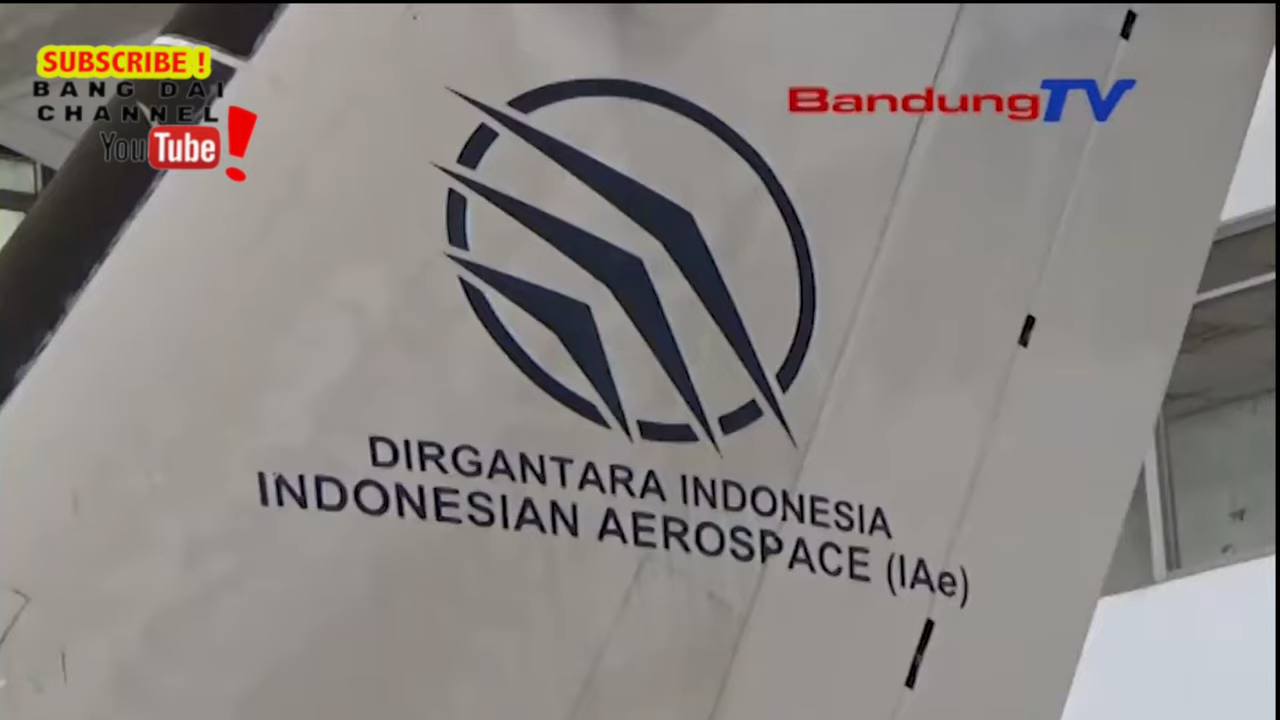 SUBSCRIBE !
BANG DAI
CHANNEL
YouTube!
BandungTV
DIRGANTARA INDONESIA
INDONESIAN AEROSPACE (IAe)